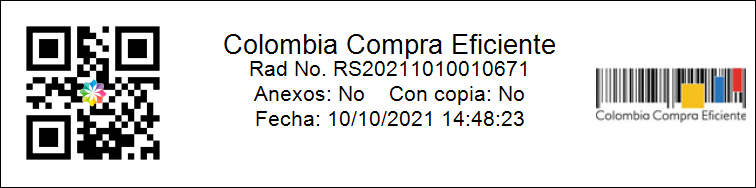 Colombia Compra Eficiente
Rad No. RS20211010010671
Anexos: No Con copia: No
Fecha: 10/10/2021 14:48:23
Colombia Compra Eficiente